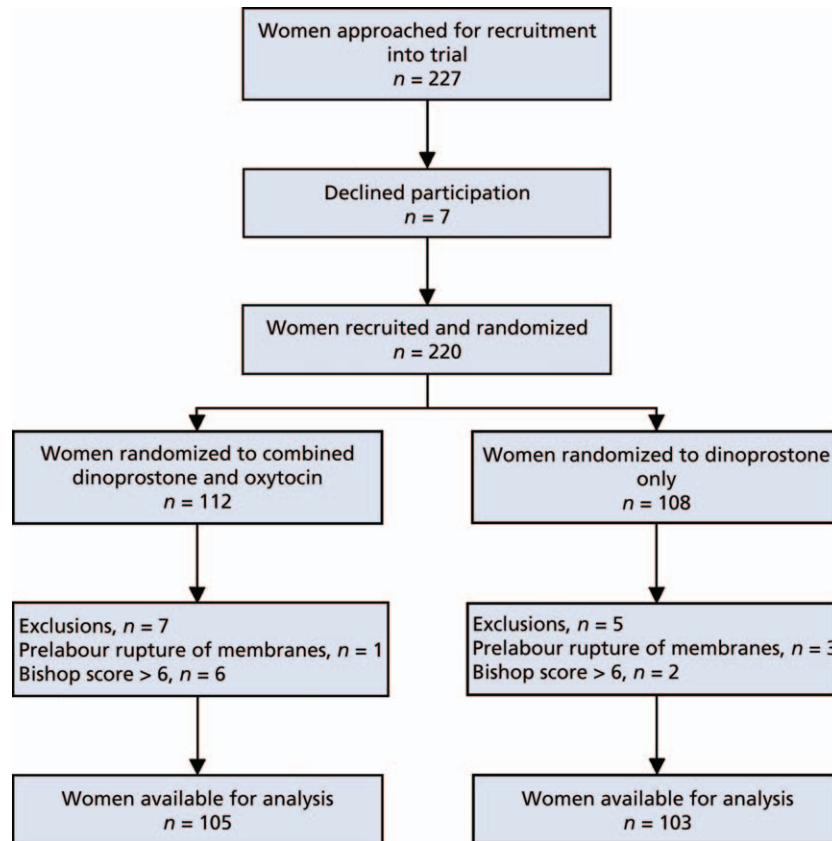 Women approached for recruitment
into trial
n = 227
Declined participation
n = 7
Women recruited and randomized
n = 220
Women randomized to combined
dinoprostone and oxytocin
n = 112
Women randomized to dinoprostone
only
n = 108
Exclusions, n = 7
Prelabour rupture of membranes, n = 1
Bishop score > 6, n = 6
Exclusions, n = 5
Prelabour rupture of membranes, n = 3
Bishop score > 6, n = 2
Women available for analysis
n = 105
Women available for analysis
n = 103